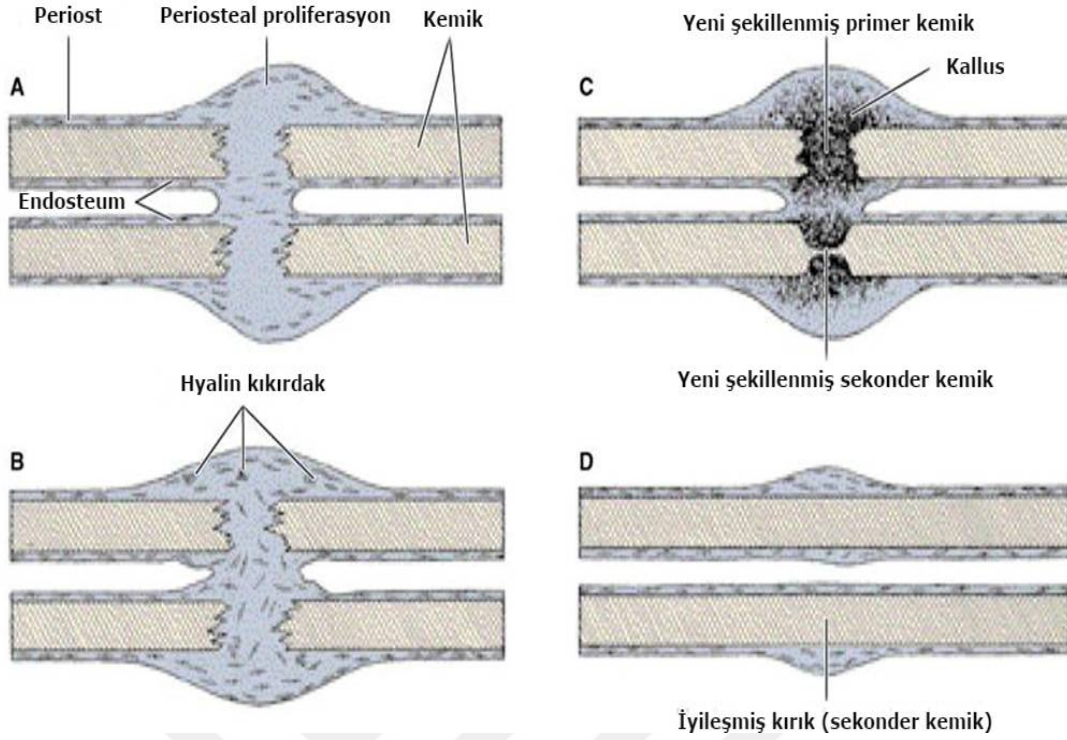 Periost
Periosteal proliferasyon
Kemik
A
Endosteum
Yeni şekillenmiş primer kemik
Kallus
C
Yeni şekillenmiş sekonder kemik
Hyalin kıkırdak
B
D
İyileşmiş kırık (sekonder kemik)